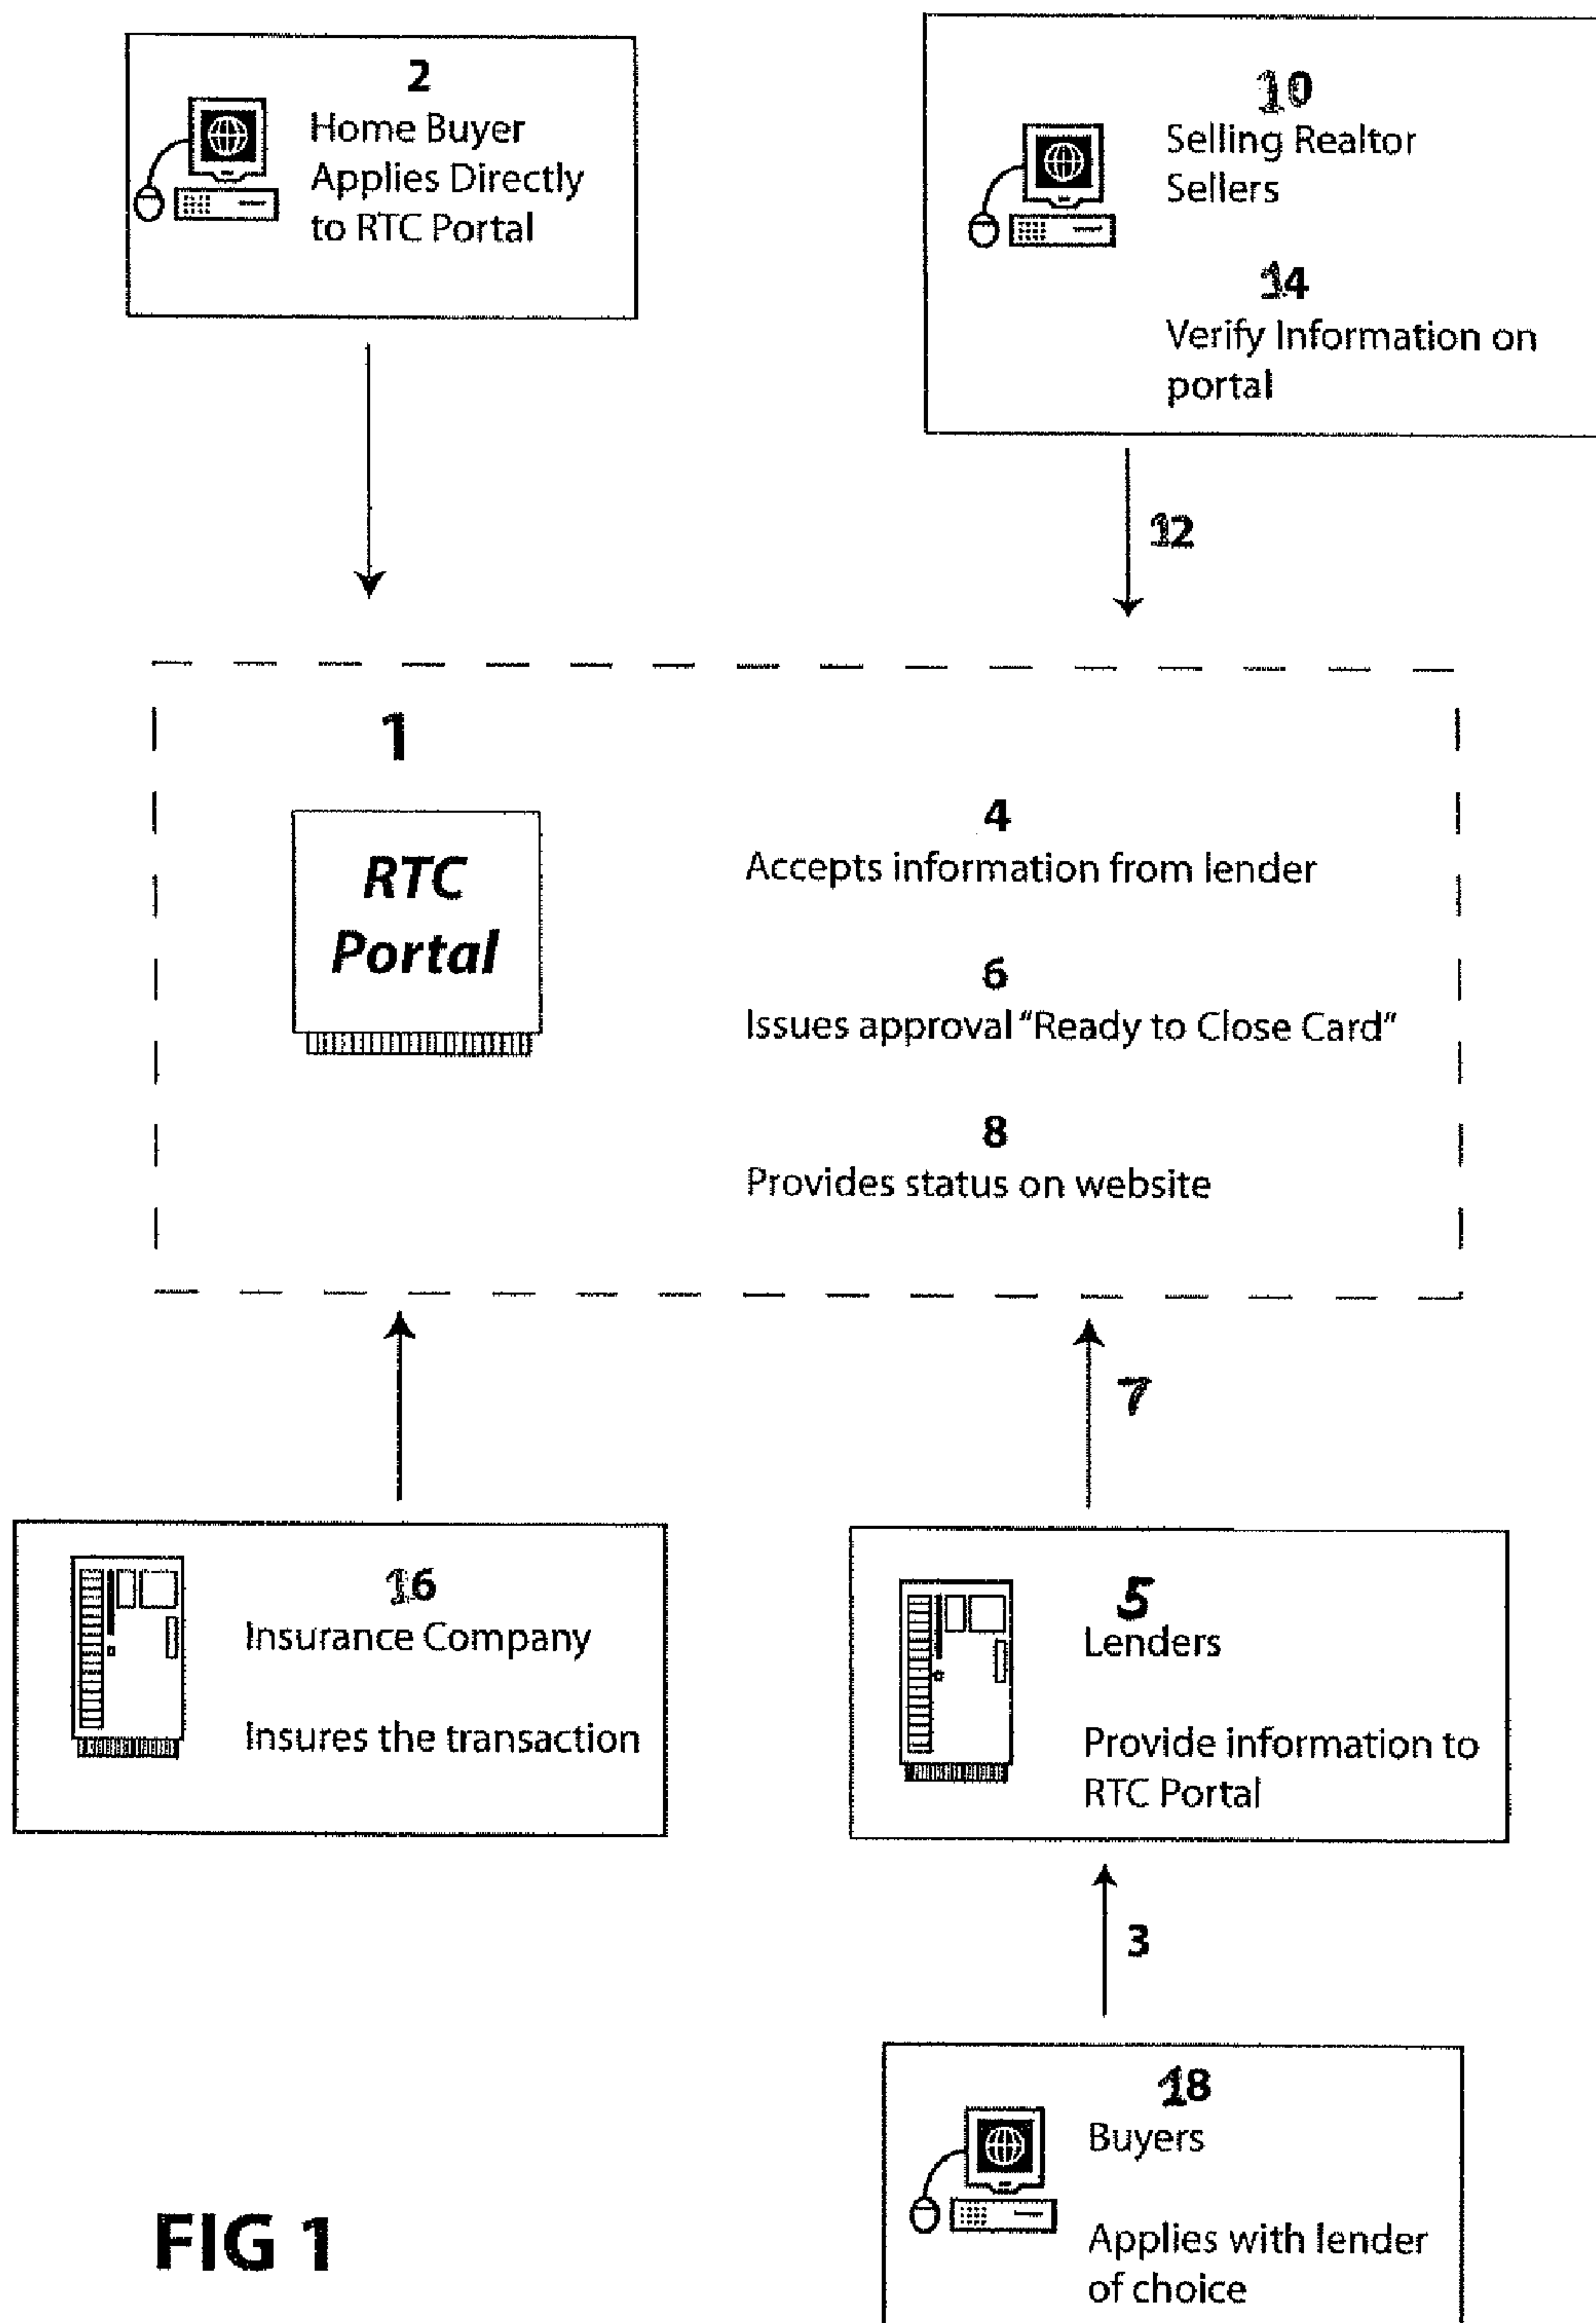 2
Home Buyer
Applies Directly
to RTC Portal
10
Selling Realtor
Sellers
14
Verify Information on
portal
12
1
RTC
Portal
4
Accepts information from lender
6
Issues approval "Ready to Close Card"
8
Provides status on website
7
16
Insurance Company
Insures the transaction
5
Lenders
Provide information to
RTC Portal
3
18
Buyers
Applies with lender
of choice
FIG 1